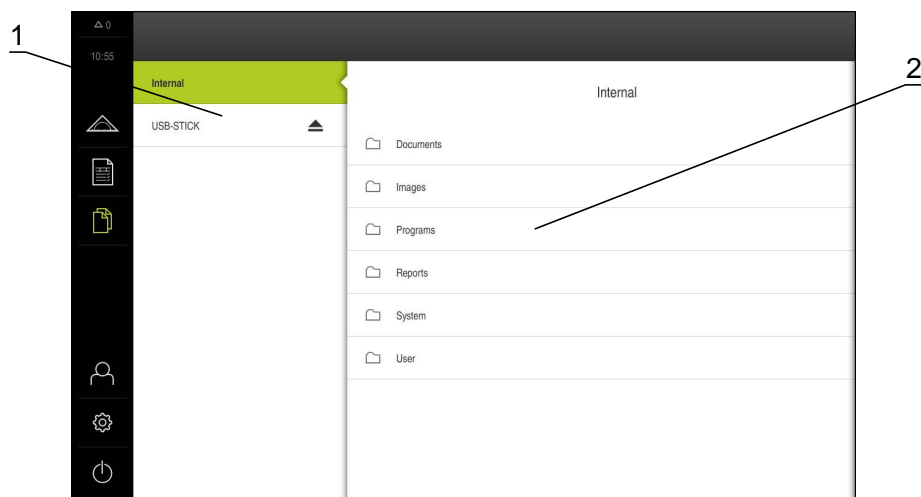 1
0
10:55
Internal
USB-STICK
Internal
Documents
Images
Programs
Reports
System
User
2